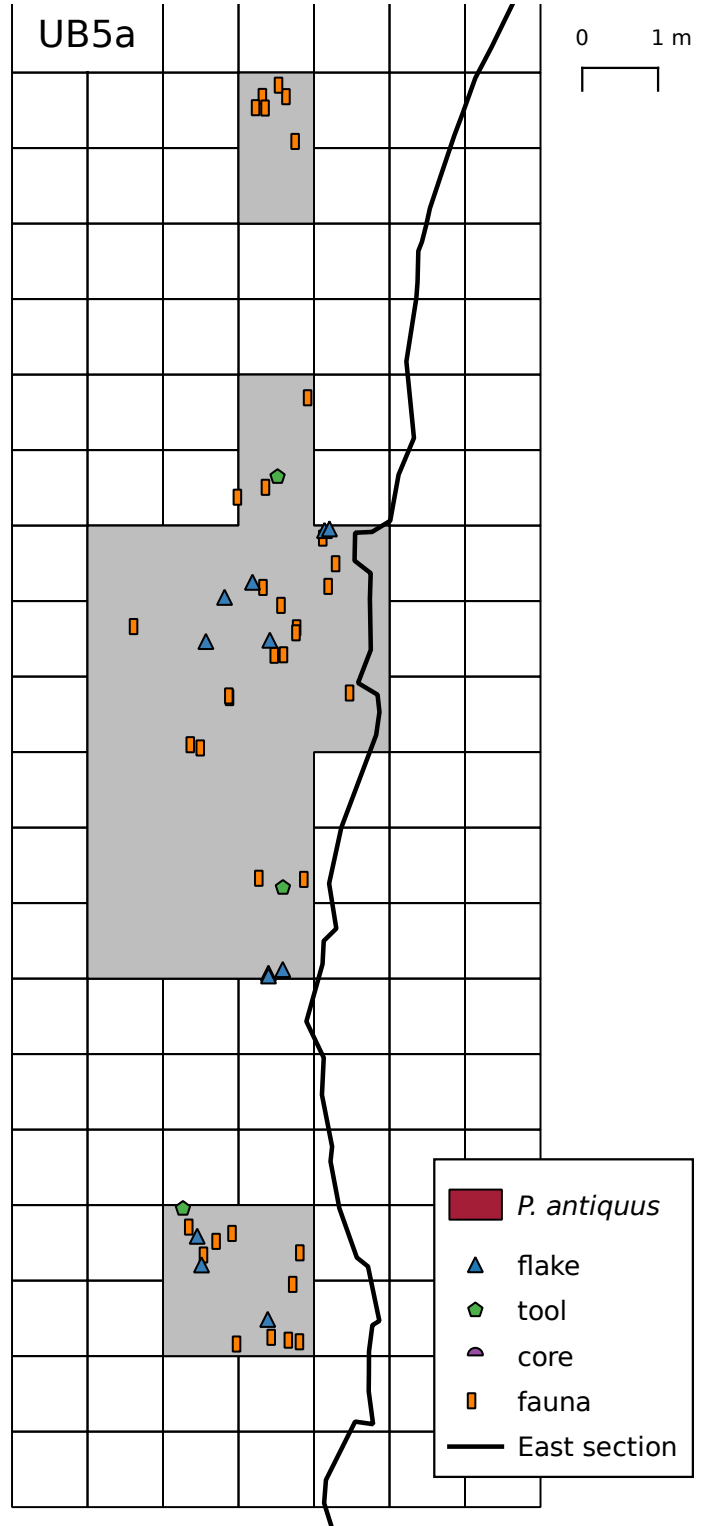 UB5a
0 1 m
P. antiquus
flake
tool
core
fauna
East section